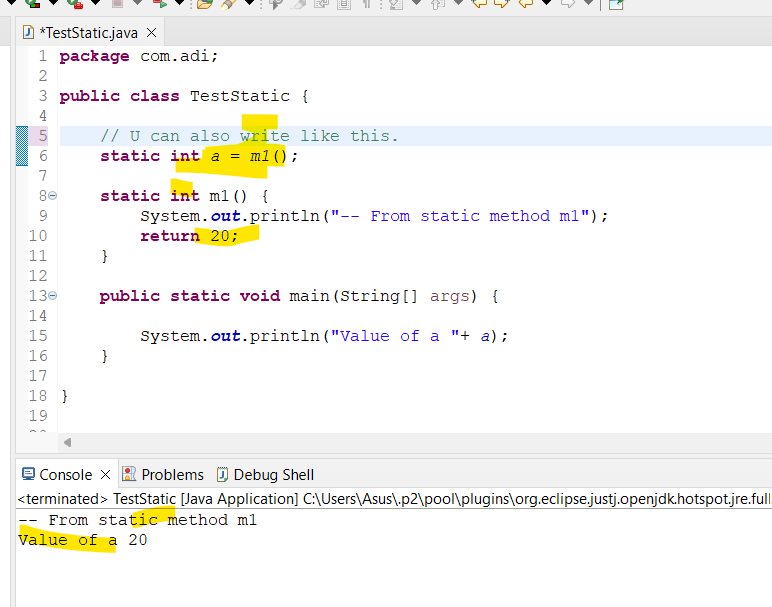 *TestStatic.java
1 package com.adi;
2
3 public class TestStatic {
4
5 // U can also write like this.
6 static int a = m1();
7
8 static int m1() {
9 System.out.println("-- From static method m1");
10 return 20;
11 }
12
13 public static void main(String[] args) {
14
15 System.out.println("Value of a "+ a);
16 }
17
18 }
19
Console Problems Debug Shell
<terminated> TestStatic [Java Application] C:\Users\Asus\.p2\pool\plugins\org.eclipse.justj.openjdk.hotspot.jre.full
-- From static method m1
Value of a 20